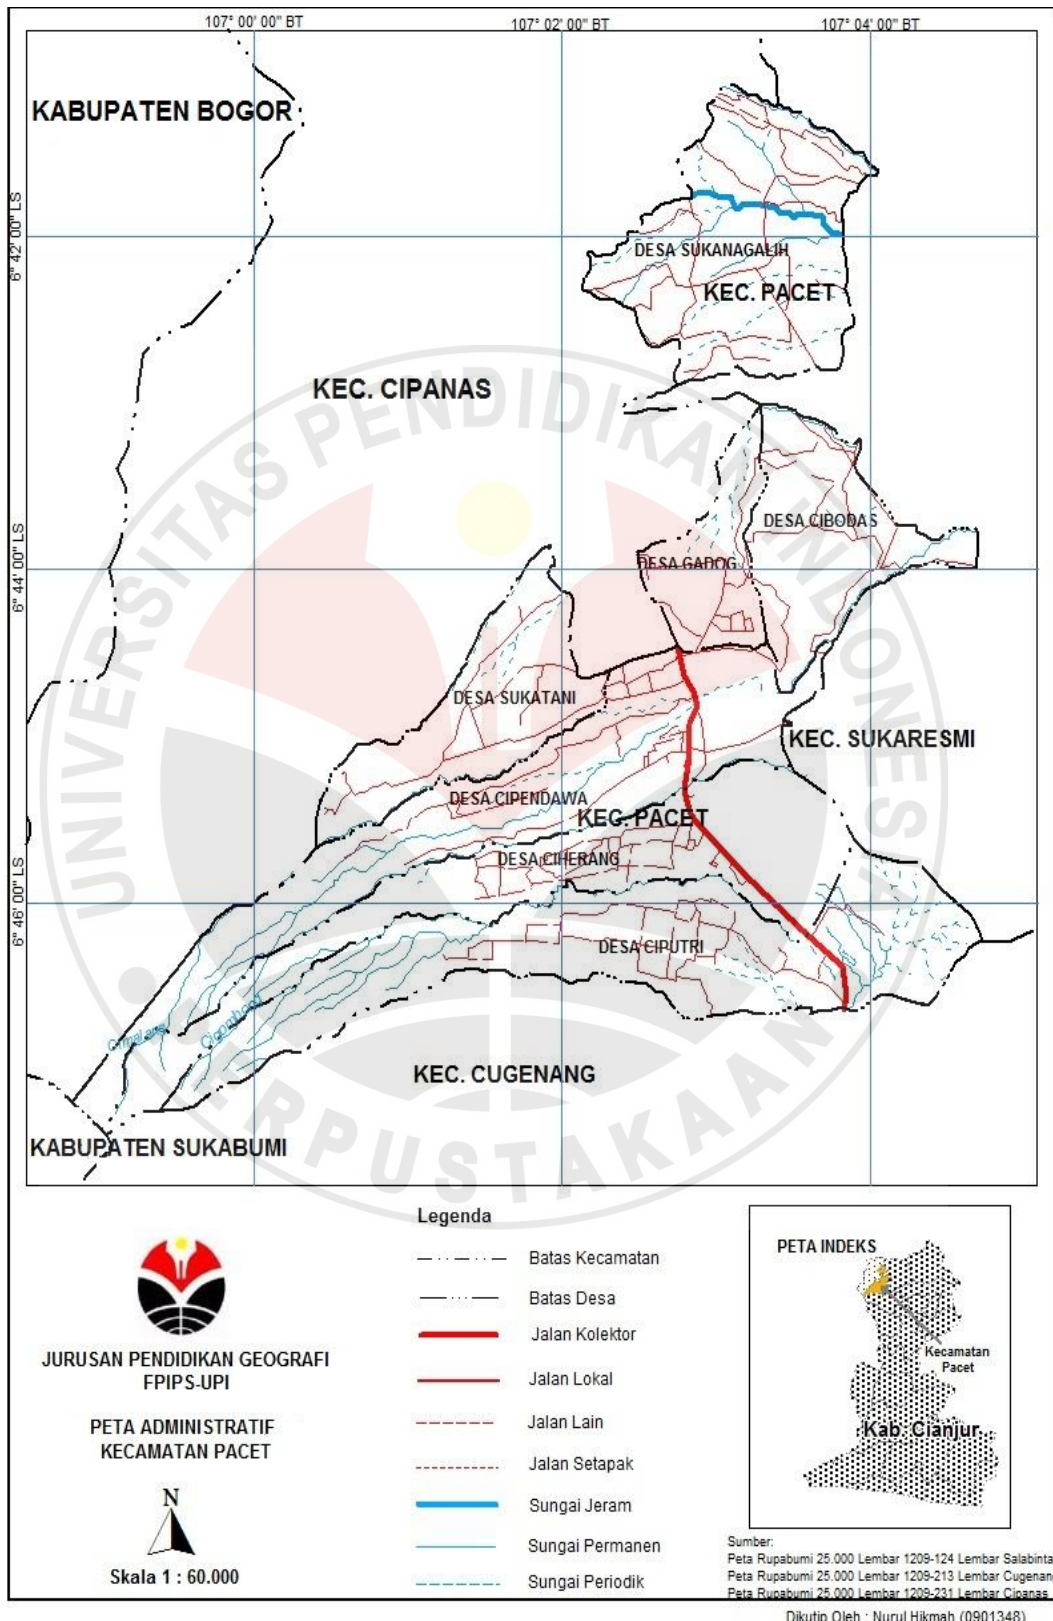 107° 00' 00" BT
107° 02' 00" BT
107° 04' 00" BT
KABUPATEN BOGOR
6° 42' 00" LS
DESA SUKANAGALIH
KEC. PACET
KEC. CIPANAS
DESA CIBODAS
DESA GADOG
6° 44' 00" LS
DESA SUKATANI
KEC. SUKARESMI
DESA CIPENDAWA
KEC. PACET
DESA CIHERANG
6° 46' 00" LS
DESA CIPUTRI
KEC. CUGENANG
KABUPATEN SUKABUMI
UNIVERSITAS PENDIDIKAN INDONESIA
PERPUSTAKAAN
Legenda
Batas Kecamatan
Batas Desa
Jalan Kolektor
Jalan Lokal
Jalan Lain
Jalan Setapak
Sungai Jeram
Sungai Permanen
Sungai Periodik
JURUSAN PENDIDIKAN GEOGRAFI
FPIPS-UPI
PETA ADMINISTRATIF
KECAMATAN PACET
N
Skala 1 : 60.000
PETA INDEKS
Kecamatan
Pacet
Kab. Cianjur
Sumber:
Peta Rupabumi 25.000 Lembar 1209-124 Lembar Salabinta
Peta Rupabumi 25.000 Lembar 1209-213 Lembar Cugenan
Peta Rupabumi 25.000 Lembar 1209-231 Lembar Cipanas
Dikutip Oleh : Nurul Hikmah (0901348)